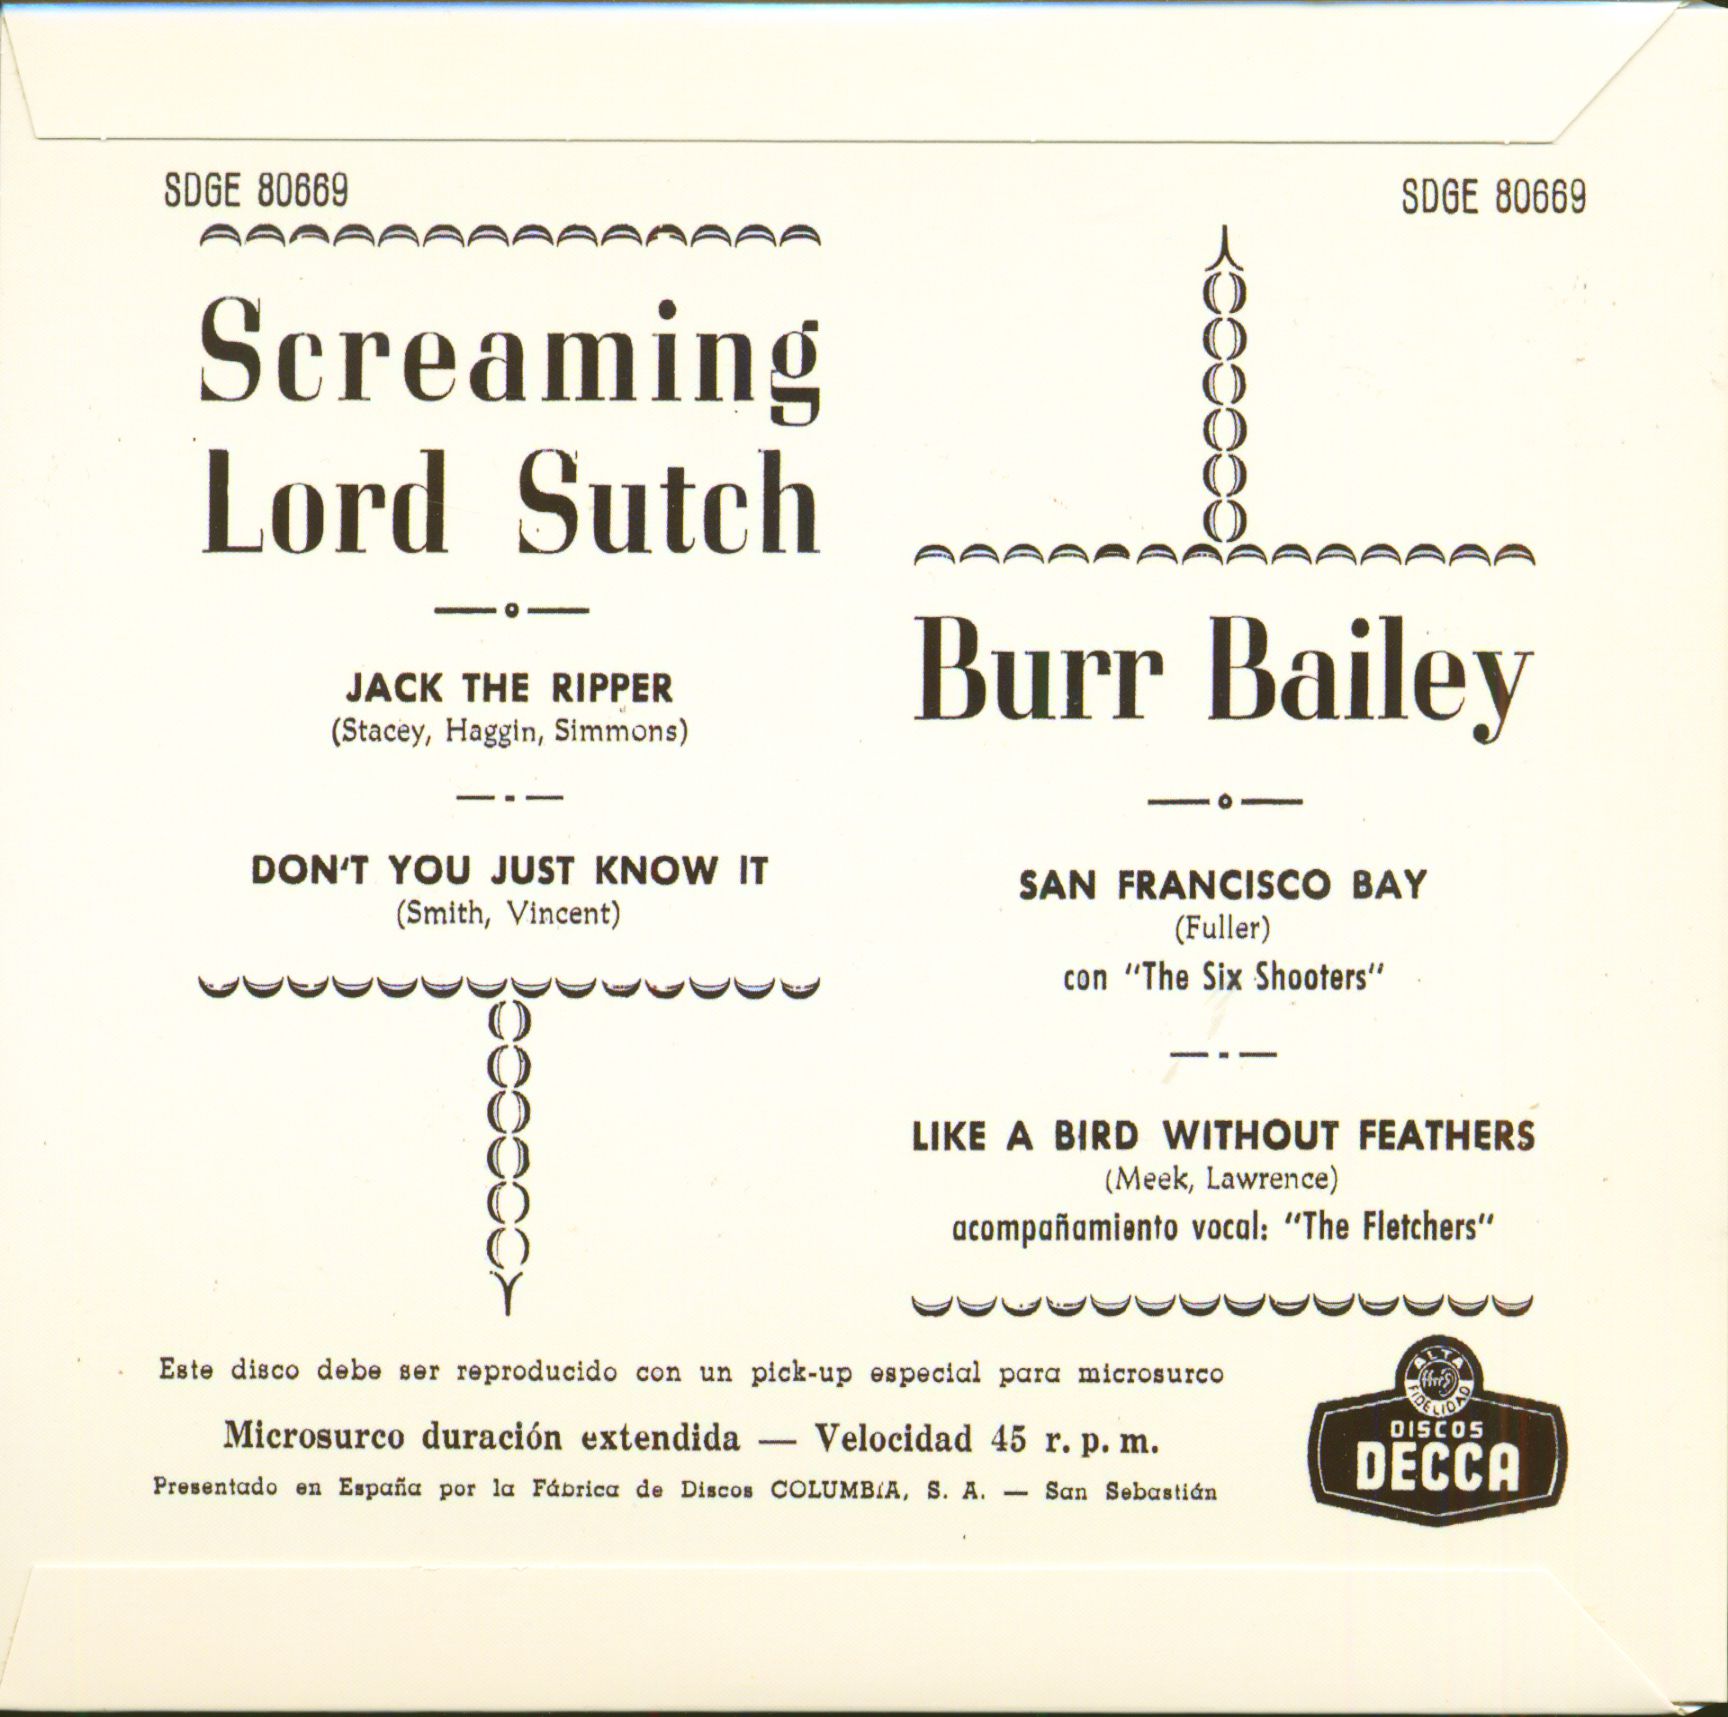 SDGE 80669
Screaming
Lord Sutch
JACK THE RIPPER
(Stacey, Haggin, Simmons)
DON'T YOU JUST KNOW IT
(Smith, Vincent)
SDGE 80669
Burr Bailey
SAN FRANCISCO BAY
(Fuller)
con "The Six Shooters"
LIKE A BIRD WITHOUT FEATHERS
(Meek, Lawrence)
acompañamiento vocal: "The Fletchers"
Este disco debe ser reproducido con un pick-up especial para microsurco
Microsurco duración extendida — Velocidad 45 r. p. m.
Presentado en España por la Fábrica de Discos COLUMBIA, S. A. — San Sebastián
ALTA
ffrr
FIDELIDAD
DISCOS
DECCA